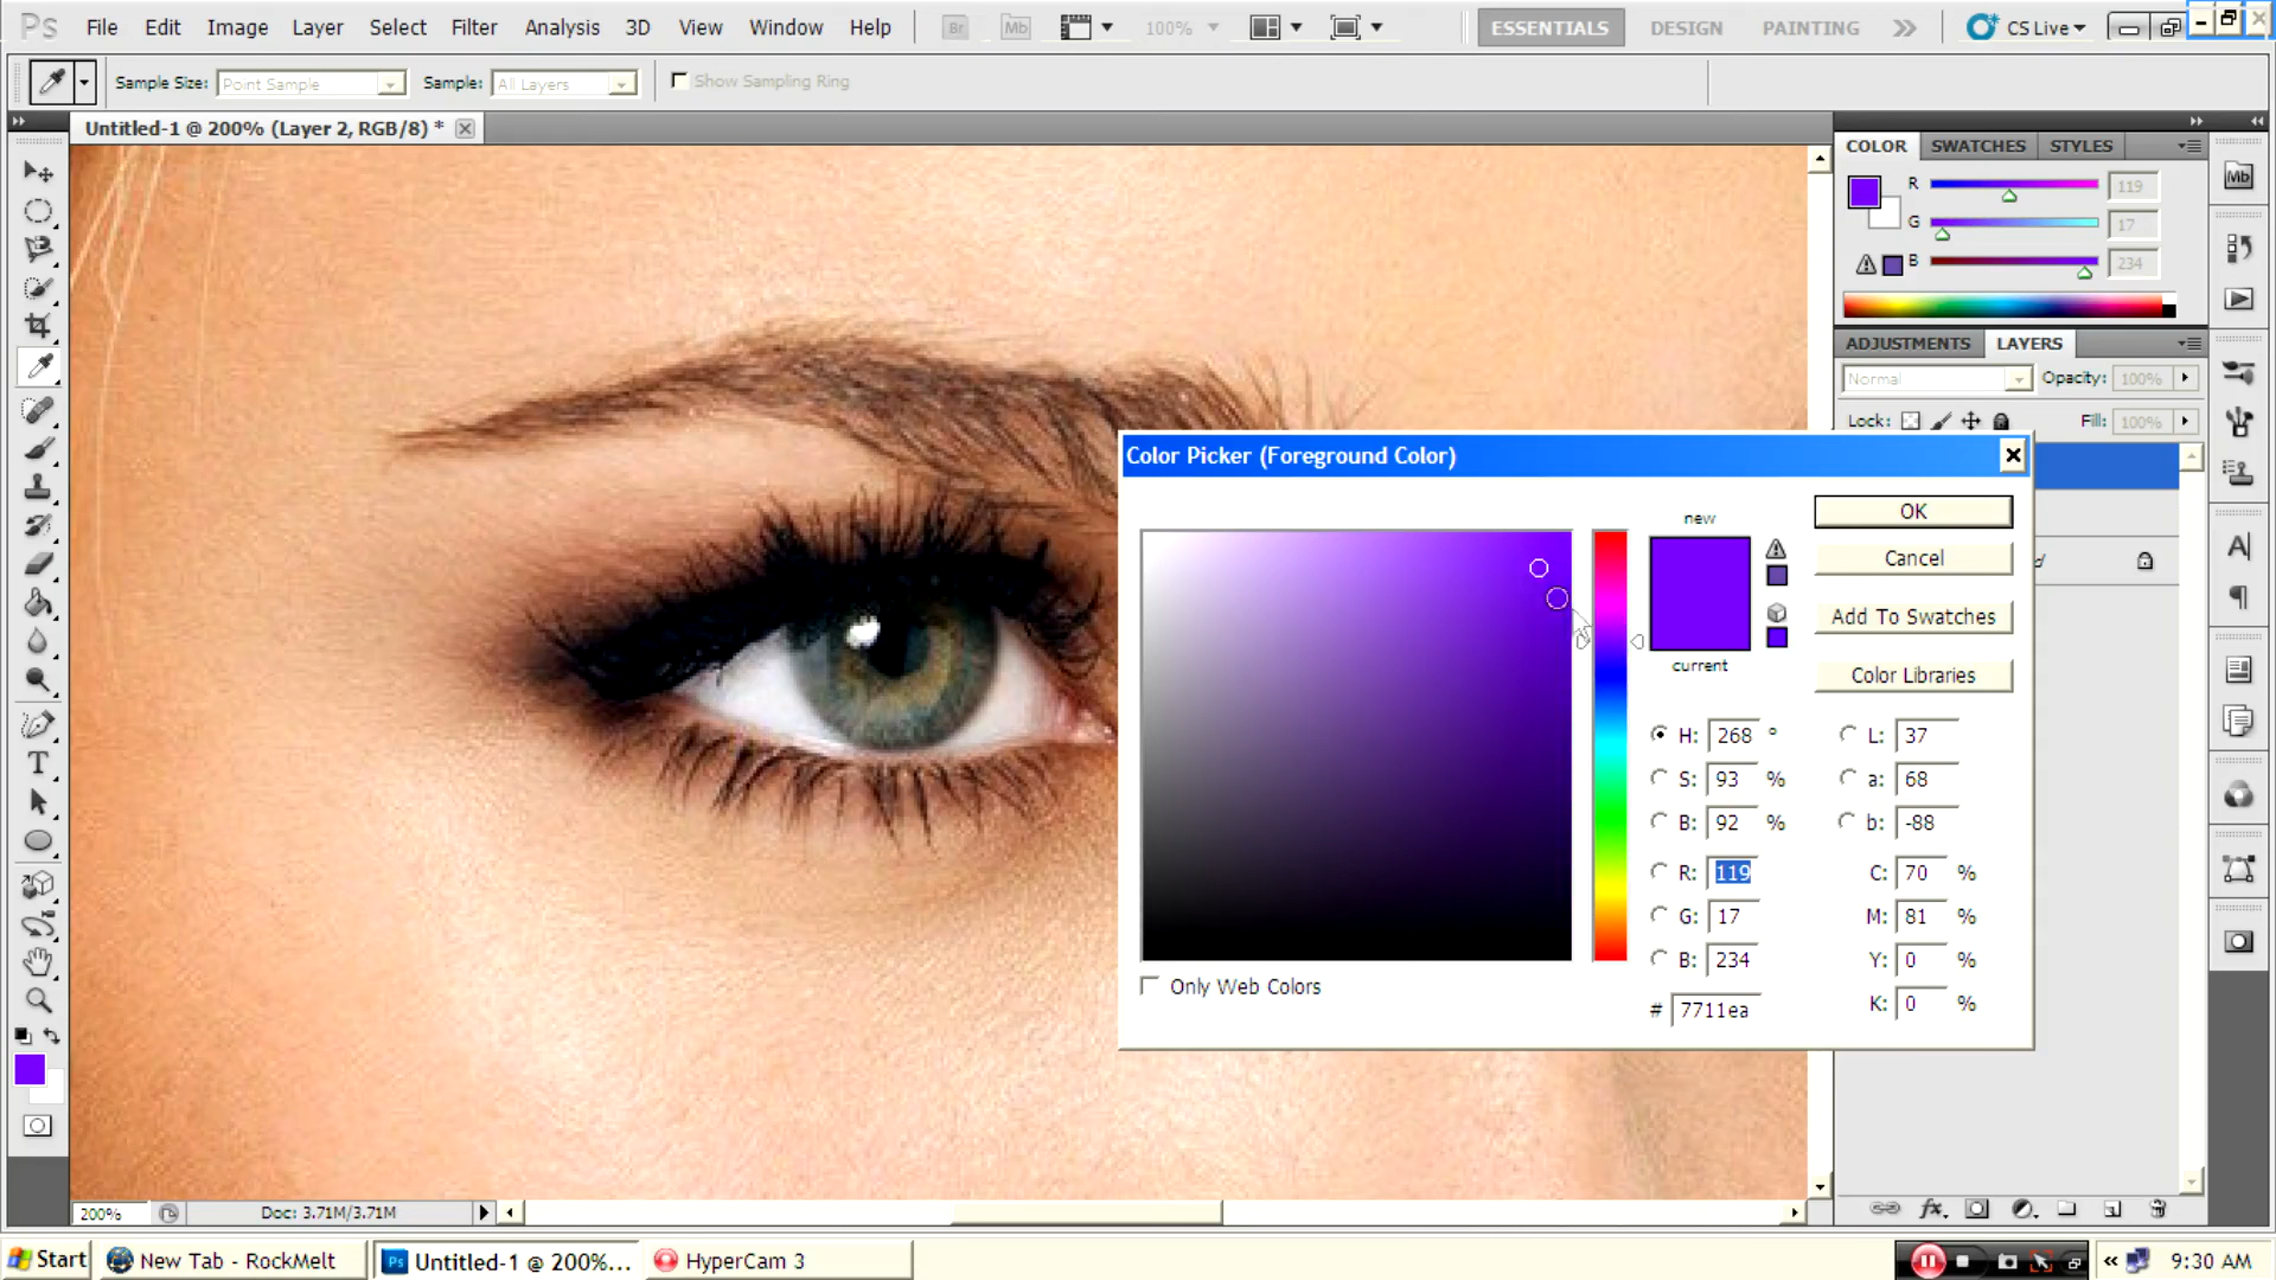 Ps File Edit Image Layer Select Filter Analysis 3D View Window Help Br Mb 100% ESSENTIALS DESIGN PAINTING CS Live
Sample Size: Point Sample Sample: All Layers Show Sampling Ring
Untitled-1 @ 200% (Layer 2, RGB/8) *
COLOR SWATCHES STYLES
Mb
R 119
G 17
B 234
ADJUSTMENTS LAYERS
Normal Opacity: 100%
Lock: Fill: 100%
Color Picker (Foreground Color)
new
current
OK
Cancel
Add To Swatches
Color Libraries
H: 268 °
S: 93 %
B: 92 %
R: 119
G: 17
B: 234
# 7711ea
L: 37
a: 68
b: -88
C: 70 %
M: 81 %
Y: 0 %
K: 0 %
Only Web Colors
T
A
fx
200% Doc: 3.71M/3.71M
Start New Tab - RockMelt Ps Untitled-1 @ 200%... HyperCam 3 9:30 AM